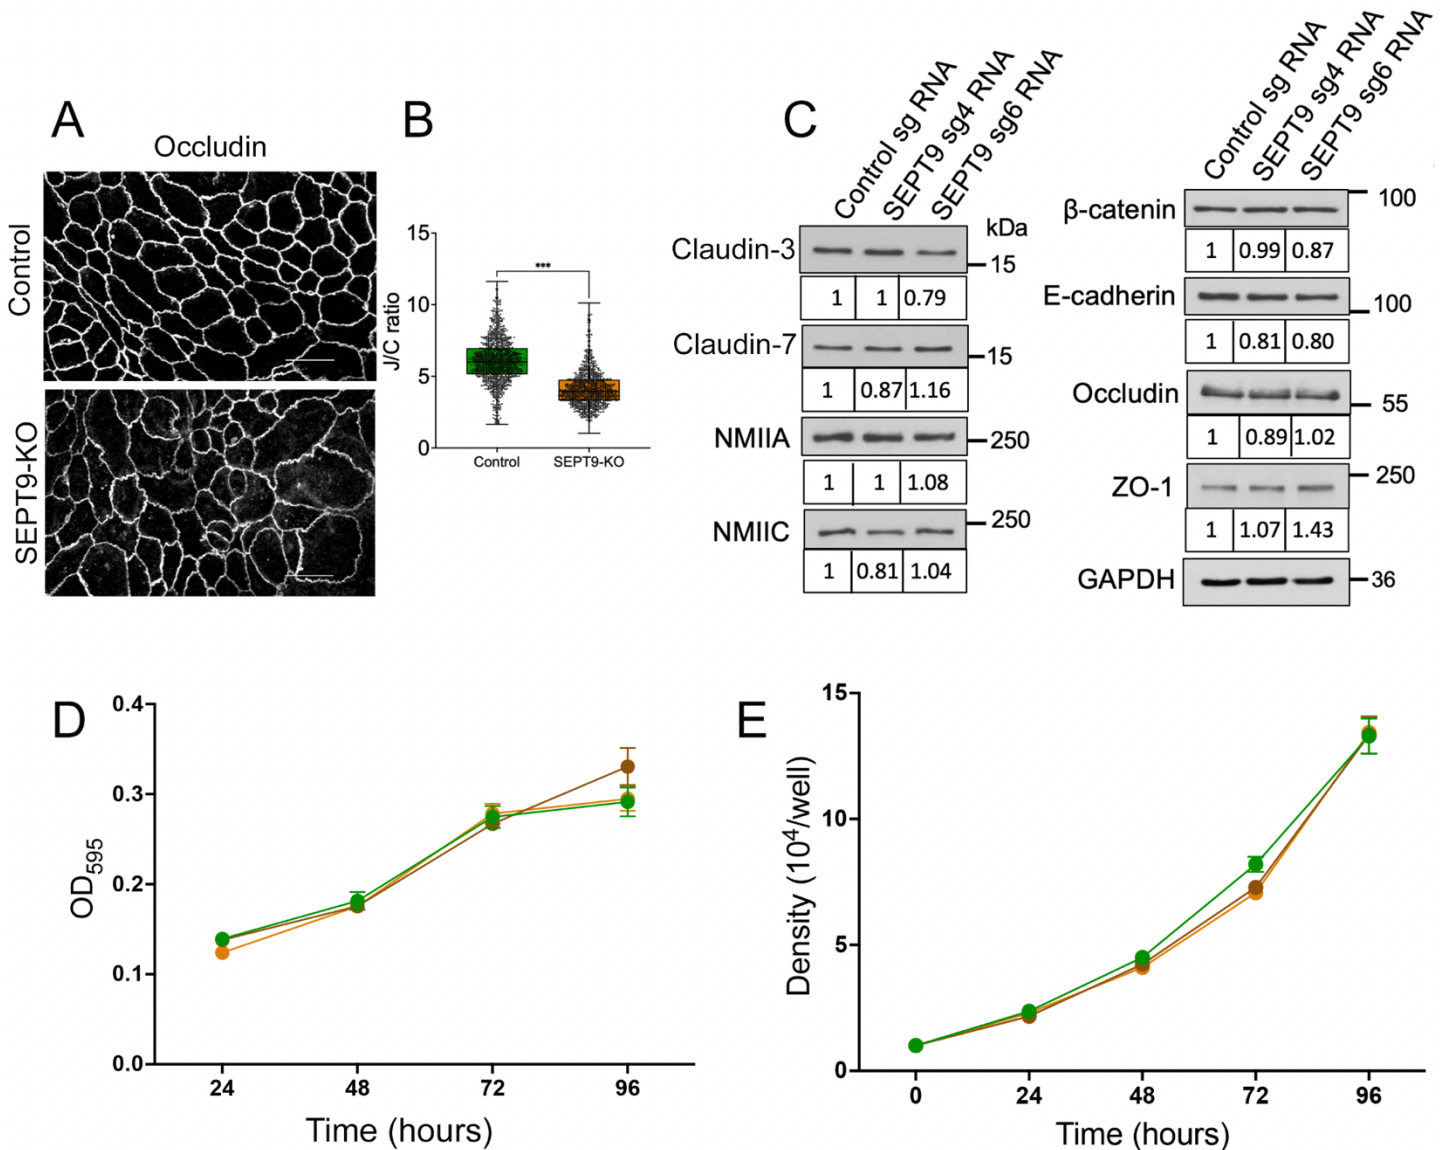 A
Occludin
Control
SEPT9-KO
B
J/C ratio
15
10
5
0
***
Control
SEPT9-KO
C
Control sg RNA
SEPT9 sg4 RNA
SEPT9 sg6 RNA
kDa
Claudin-3
15
1 1 0.79
Claudin-7
15
1 0.87 1.16
NMIIA
250
1 1 1.08
NMIIC
250
1 0.81 1.04
Control sg RNA
SEPT9 sg4 RNA
SEPT9 sg6 RNA
β-catenin
100
1 0.99 0.87
E-cadherin
100
1 0.81 0.80
Occludin
55
1 0.89 1.02
ZO-1
250
1 1.07 1.43
GAPDH
36
D
OD595
0.4
0.3
0.2
0.1
0.0
24 48 72 96
Time (hours)
E
Density (10⁴/well)
15
10
5
0
0 24 48 72 96
Time (hours)